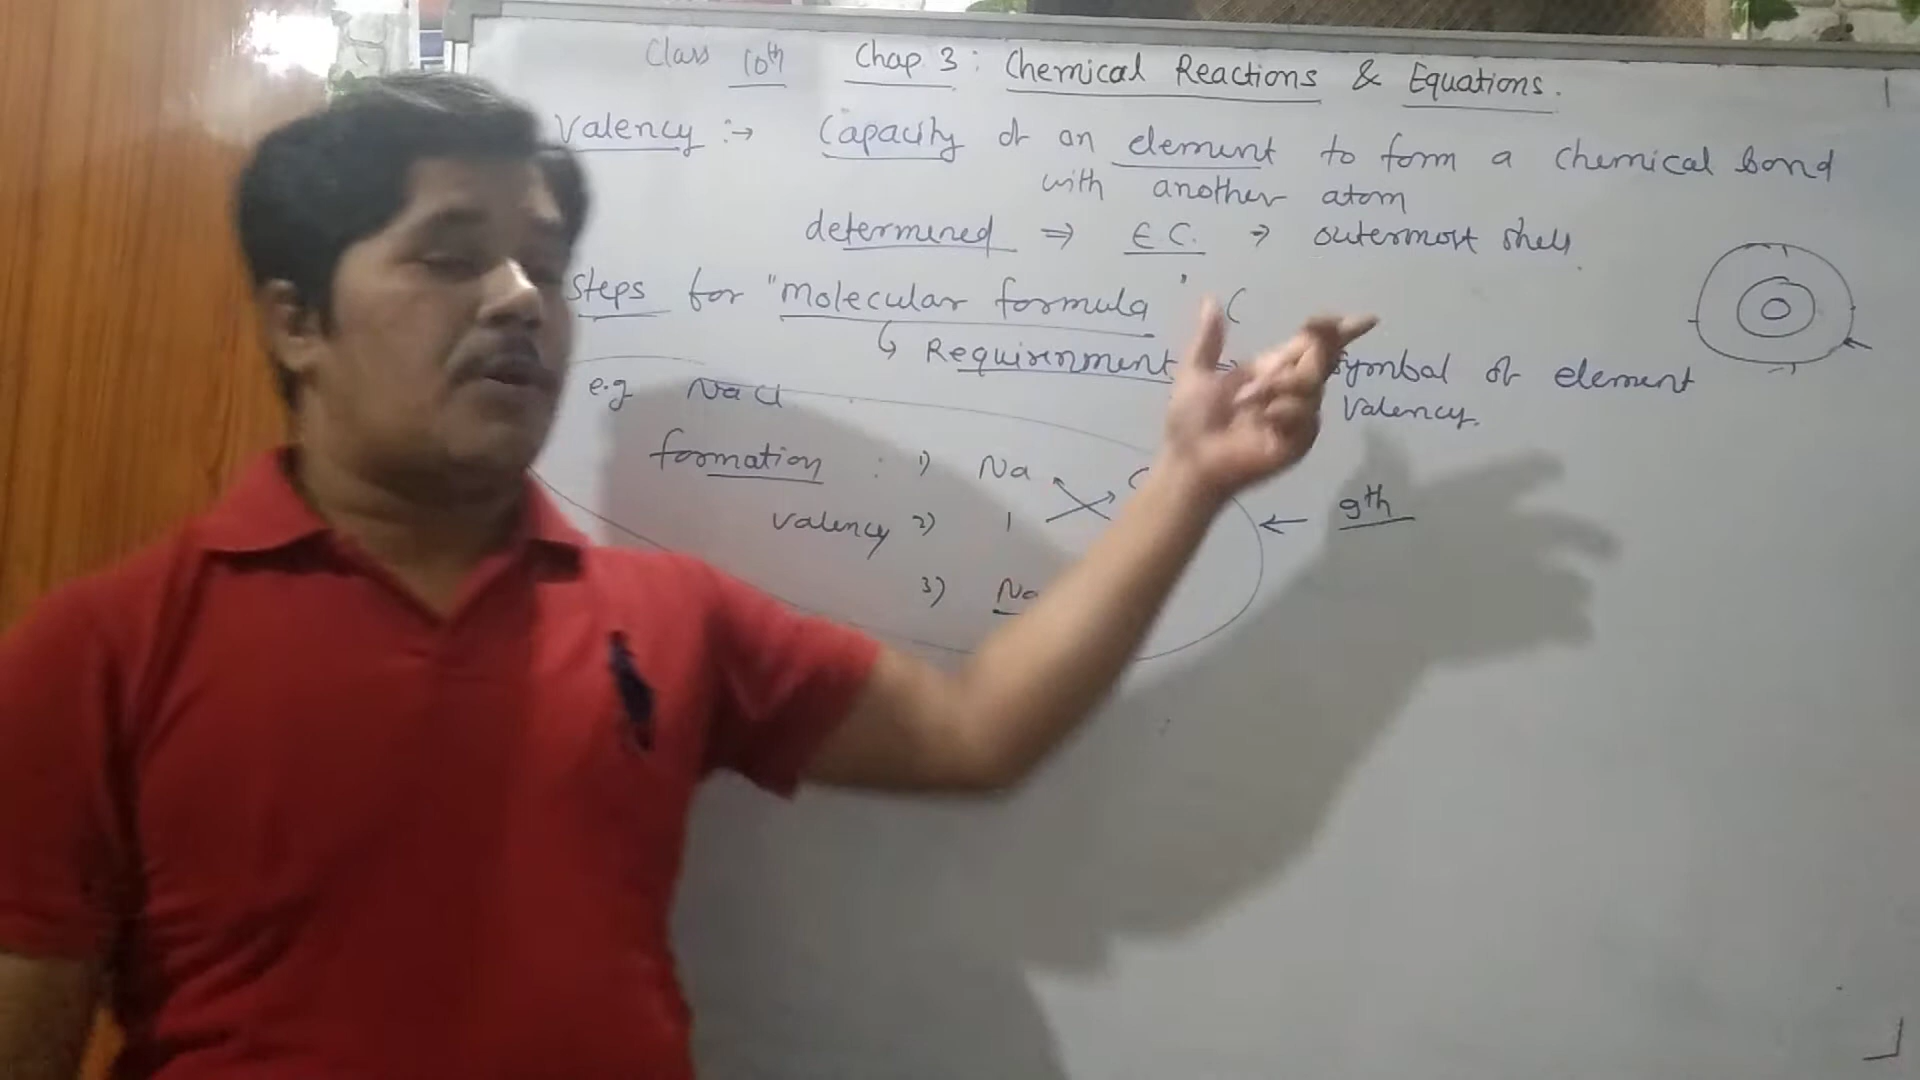 Class 10th Chap 3: Chemical Reactions & Equations.
Valency :→ Capacity of an element to form a chemical bond
with another atom
determined ⇒ E.C. → outermost shell.
Steps for "Molecular formula" (
↳ Requirenment → symbol of element
Valency.
e.g NaCl
formation : 1) Na
valency 2) 1
3) Na
← 9th